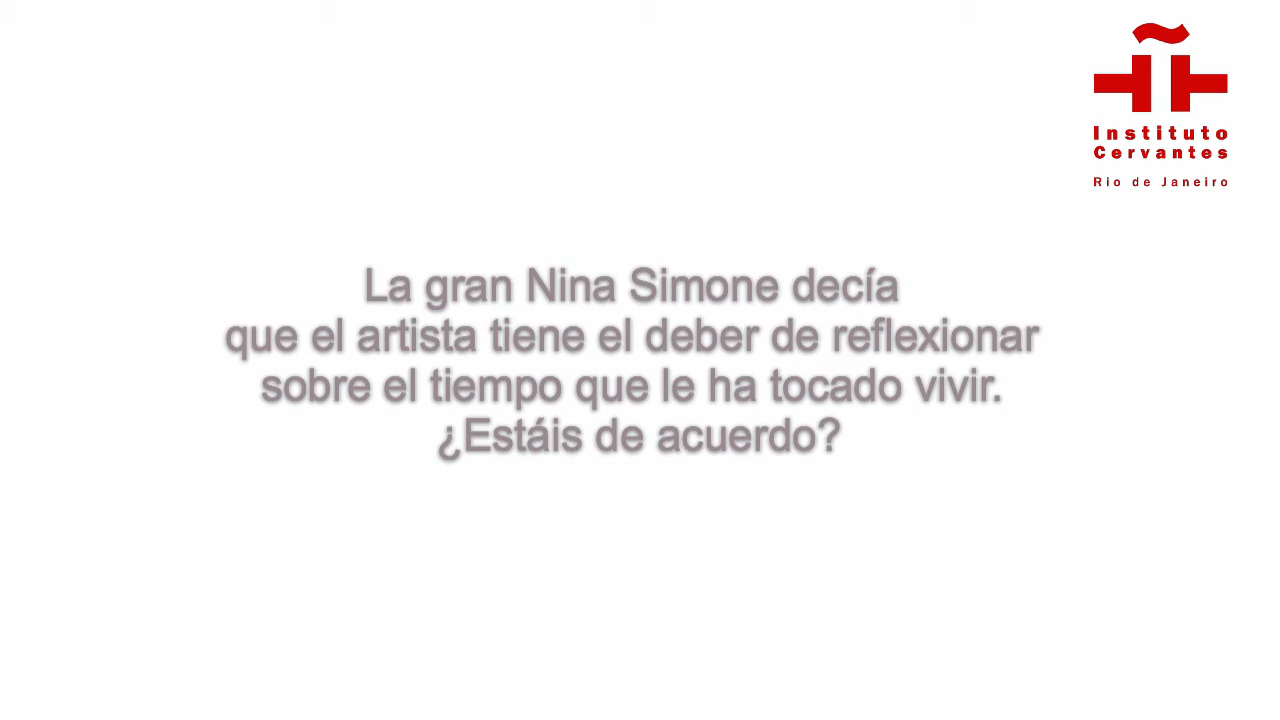 Instituto
Cervantes
Rio de Janeiro
La gran Nina Simone decía
que el artista tiene el deber de reflexionar
sobre el tiempo que le ha tocado vivir.
¿Estáis de acuerdo?